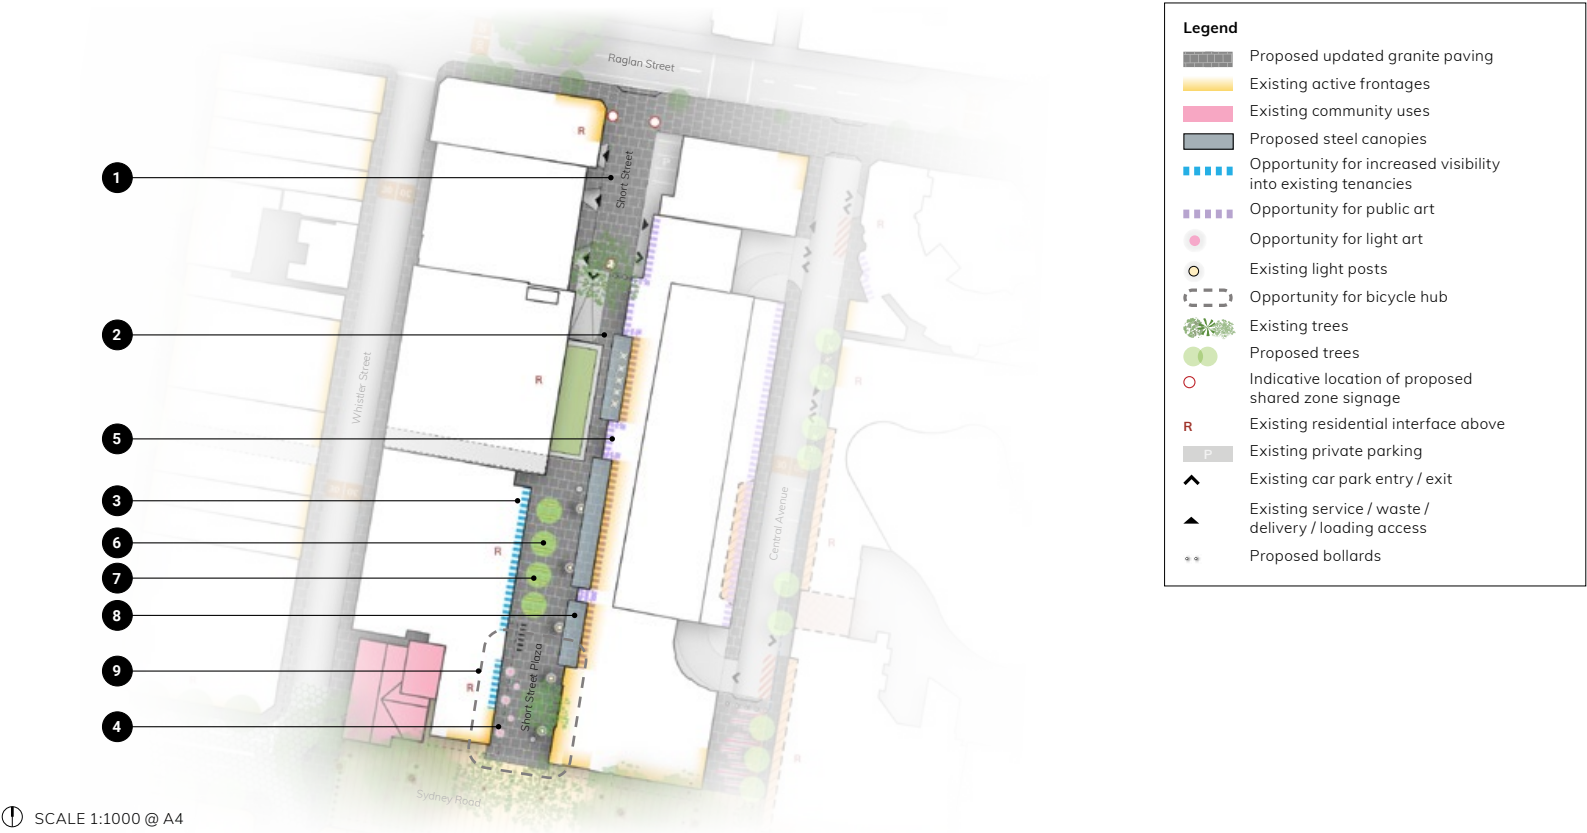 Raglan Street
R
P
Short Street
1
R
2
Whistler Street
R
R
5
3
Central Avenue
R
6
R
7
8
Short Street Plaza
9
R
4
R
Sydney Road
SCALE 1:1000 @ A4
Legend
Proposed updated granite paving
Existing active frontages
Existing community uses
Proposed steel canopies
Opportunity for increased visibility
into existing tenancies
Opportunity for public art
Opportunity for light art
Existing light posts
Opportunity for bicycle hub
Existing trees
Proposed trees
Indicative location of proposed
shared zone signage
R Existing residential interface above
P Existing private parking
Existing car park entry / exit
Existing service / waste /
delivery / loading access
Proposed bollards